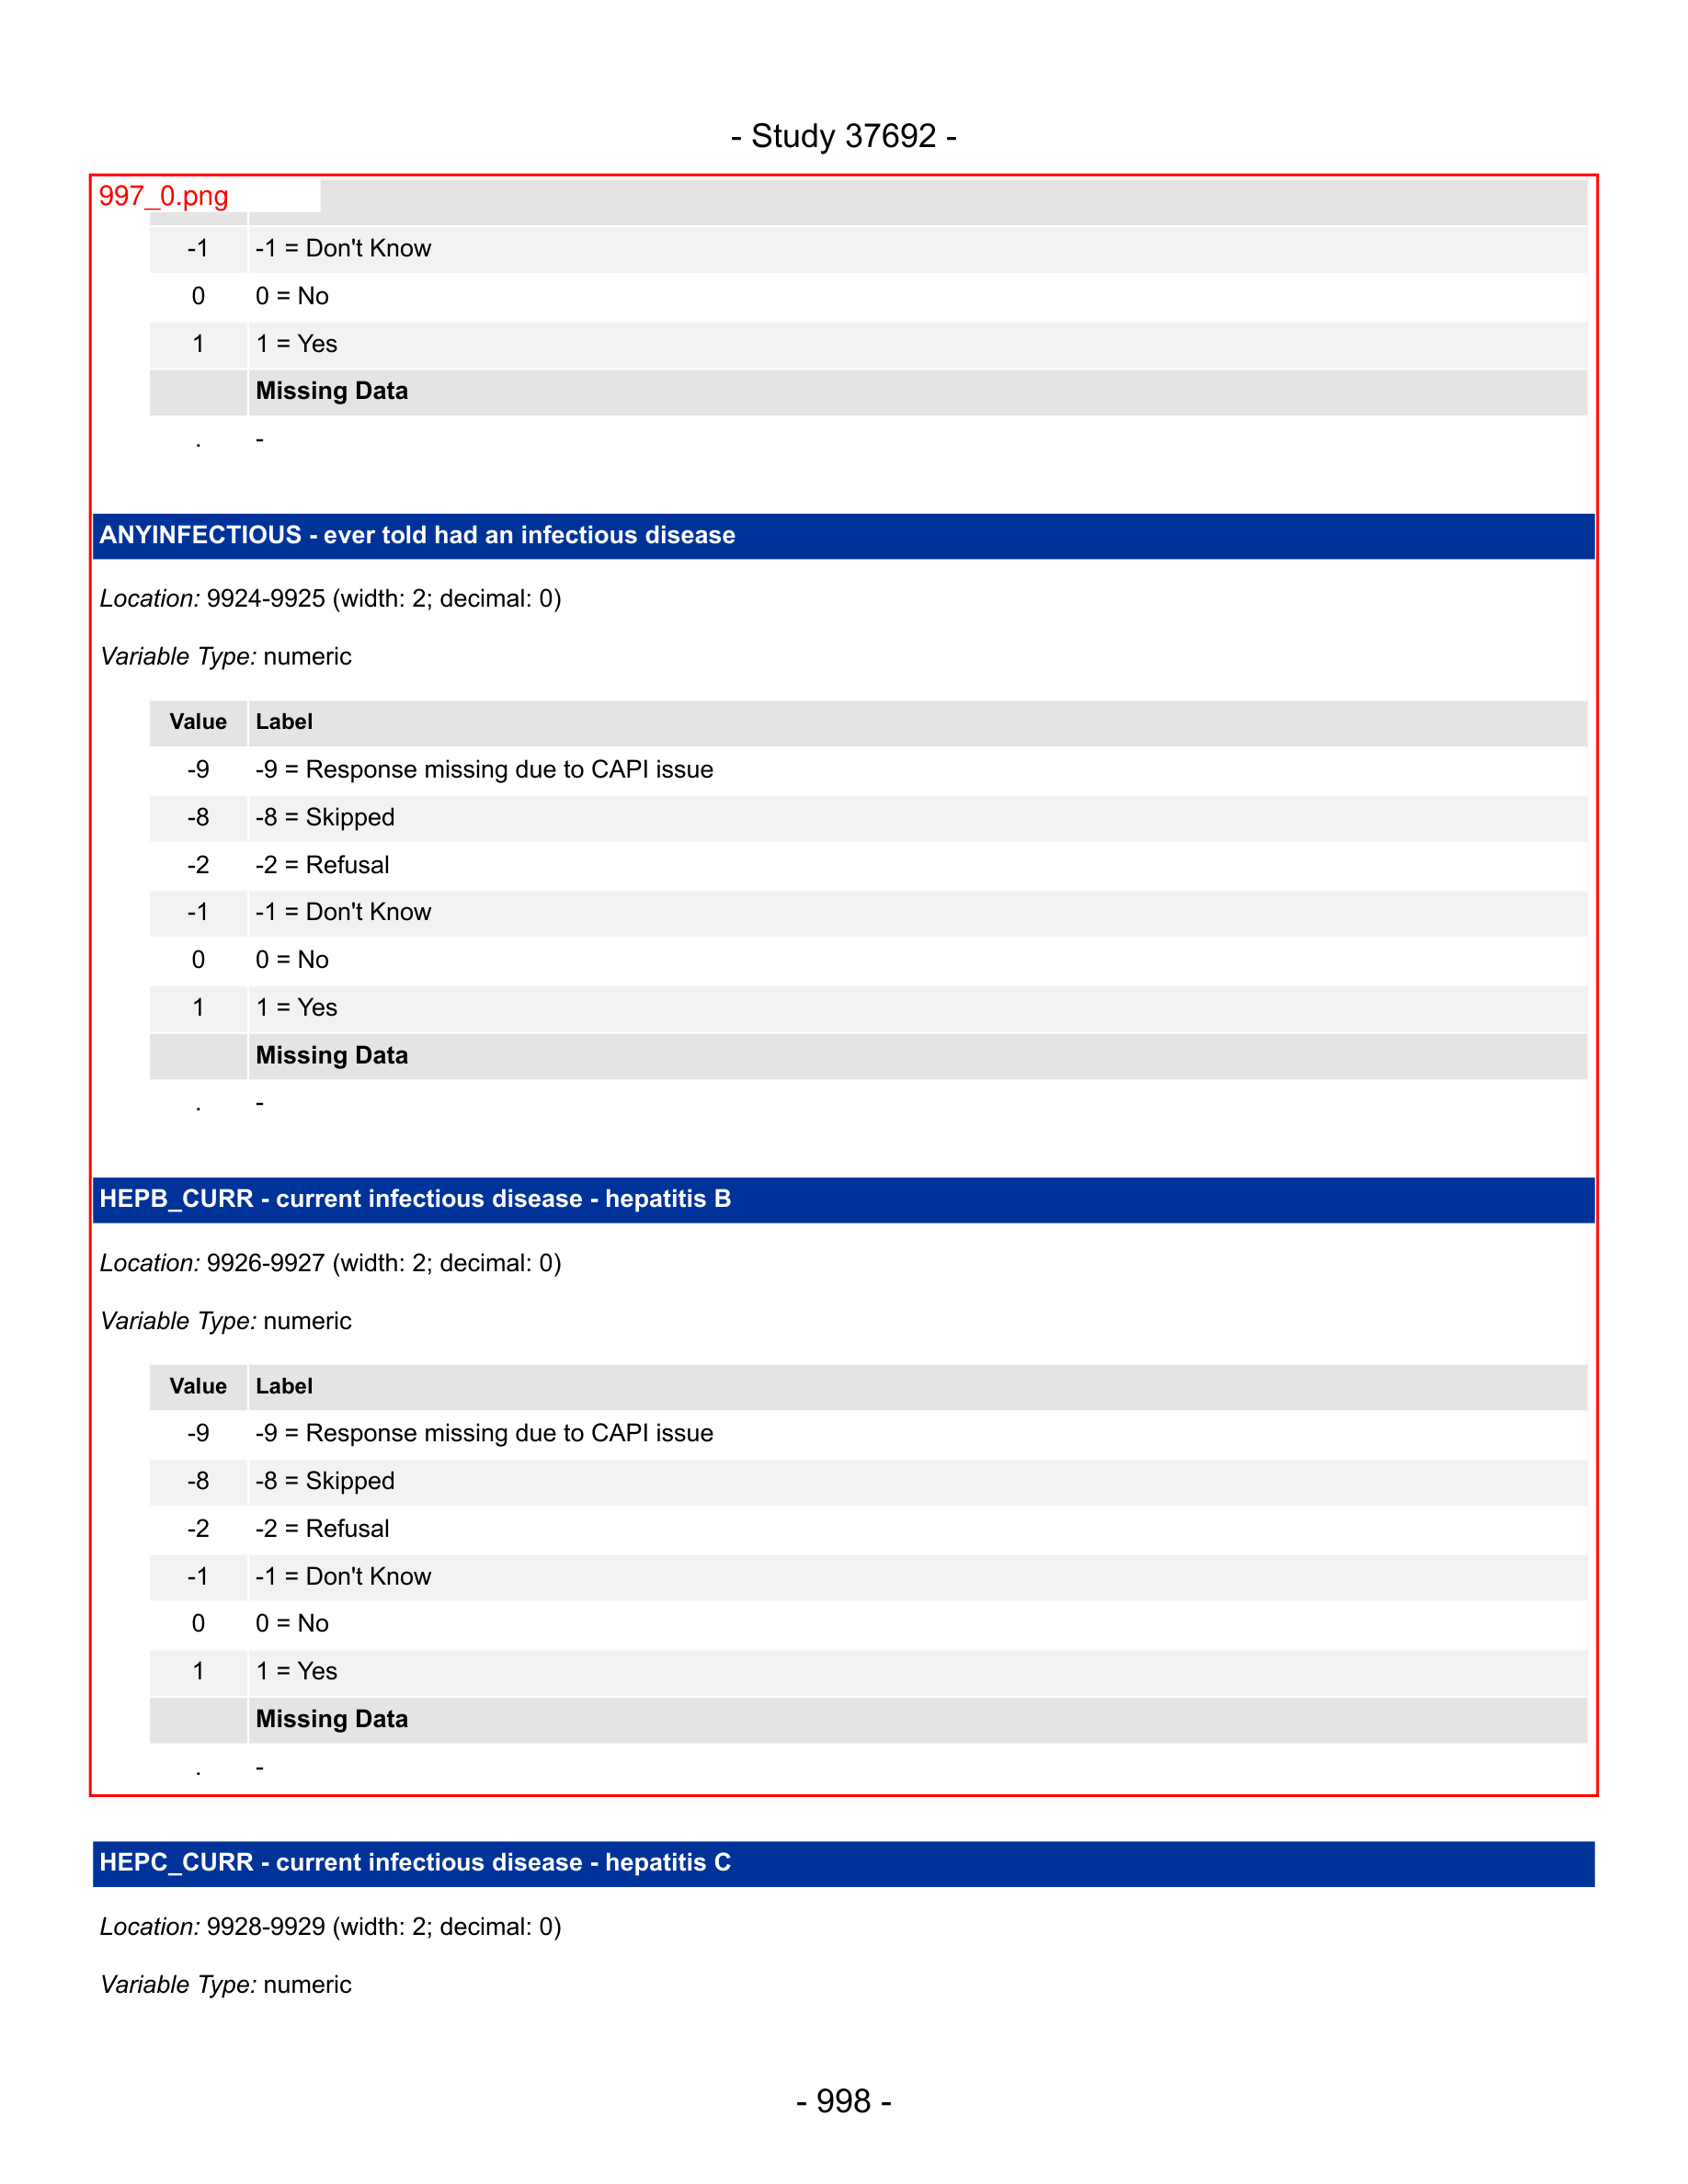 - Study 37692 -
997_0.png
-1 -1 = Don't Know
0 0 = No
1 1 = Yes
Missing Data
. -
ANYINFECTIOUS - ever told had an infectious disease
Location: 9924-9925 (width: 2; decimal: 0)
Variable Type: numeric
Value Label
-9 -9 = Response missing due to CAPI issue
-8 -8 = Skipped
-2 -2 = Refusal
-1 -1 = Don't Know
0 0 = No
1 1 = Yes
Missing Data
. -
HEPB_CURR - current infectious disease - hepatitis B
Location: 9926-9927 (width: 2; decimal: 0)
Variable Type: numeric
Value Label
-9 -9 = Response missing due to CAPI issue
-8 -8 = Skipped
-2 -2 = Refusal
-1 -1 = Don't Know
0 0 = No
1 1 = Yes
Missing Data
. -
HEPC_CURR - current infectious disease - hepatitis C
Location: 9928-9929 (width: 2; decimal: 0)
Variable Type: numeric
- 998 -